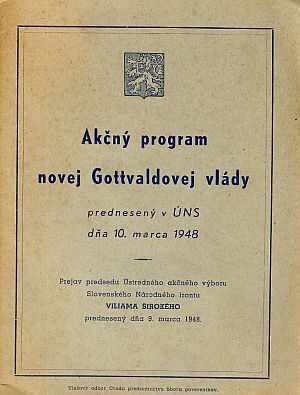 Akčný program
novej Gottvaldovej vlády
prednesený v ÚNS
dňa 10. marca 1948
Prejav predsedu Ústredného akčného výboru
Slovenského Národného frontu
VILIAMA ŠIROKÉHO
prednesený dňa 9. marca 1948.
Tlačový odbor Úradu predsedníctva Sboru povereníkov.